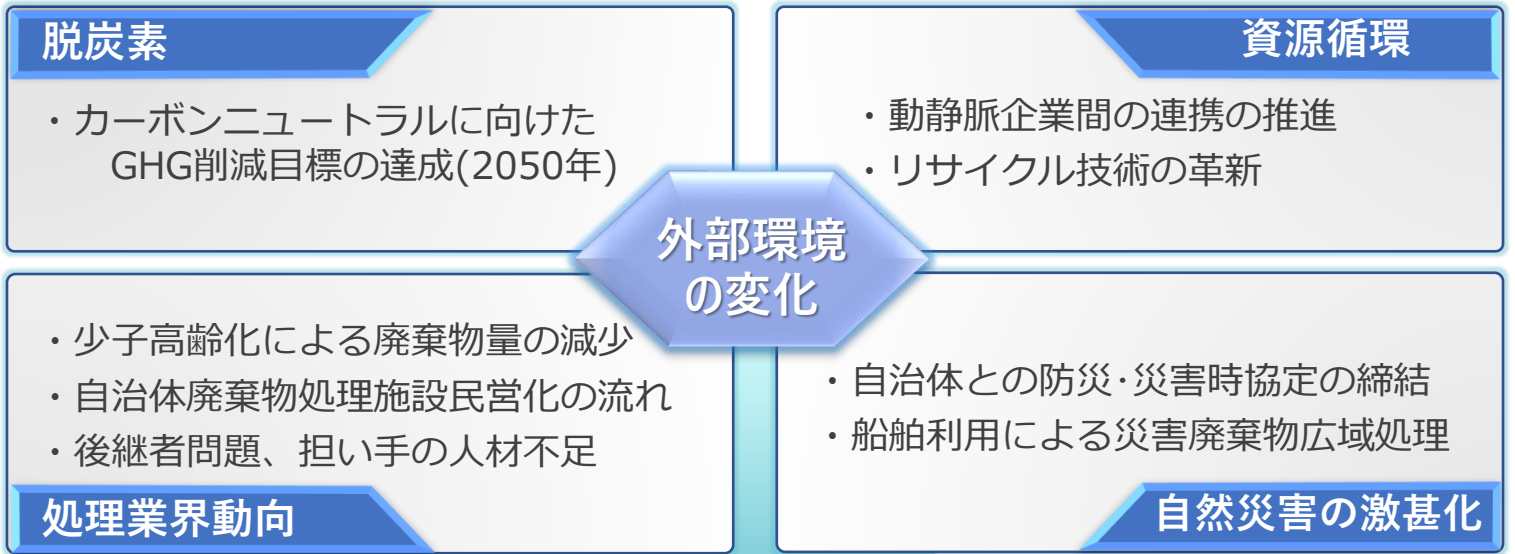 脱炭素
・カーボンニュートラルに向けた
GHG削減目標の達成(2050年)
資源循環
・動静脈企業間の連携の推進
・リサイクル技術の革新
外部環境
の変化
・少子高齢化による廃棄物量の減少
・自治体廃棄物処理施設民営化の流れ
・後継者問題、担い手の人材不足
処理業界動向
・自治体との防災･災害時協定の締結
・船舶利用による災害廃棄物広域処理
自然災害の激甚化